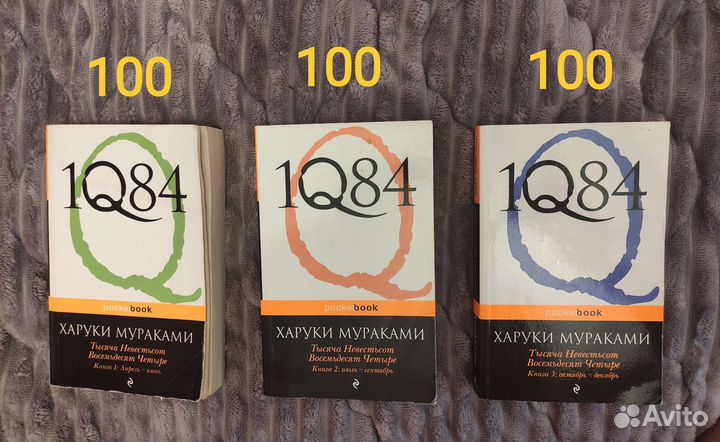 100
100
100
1Q84
pocketbook
ХАРУКИ МУРАКАМИ
Тысяча Невестьсот
Восемьдесят Четыре
Книга 1: Апрель – июнь
1Q84
pocketbook
ХАРУКИ МУРАКАМИ
Тысяча Невестьсот
Восемьдесят Четыре
Книга 2: июль – сентябрь
1Q84
pocketbook
ХАРУКИ МУРАКАМИ
Тысяча Невестьсот
Восемьдесят Четыре
Книга 3: октябрь – декабрь
Avito